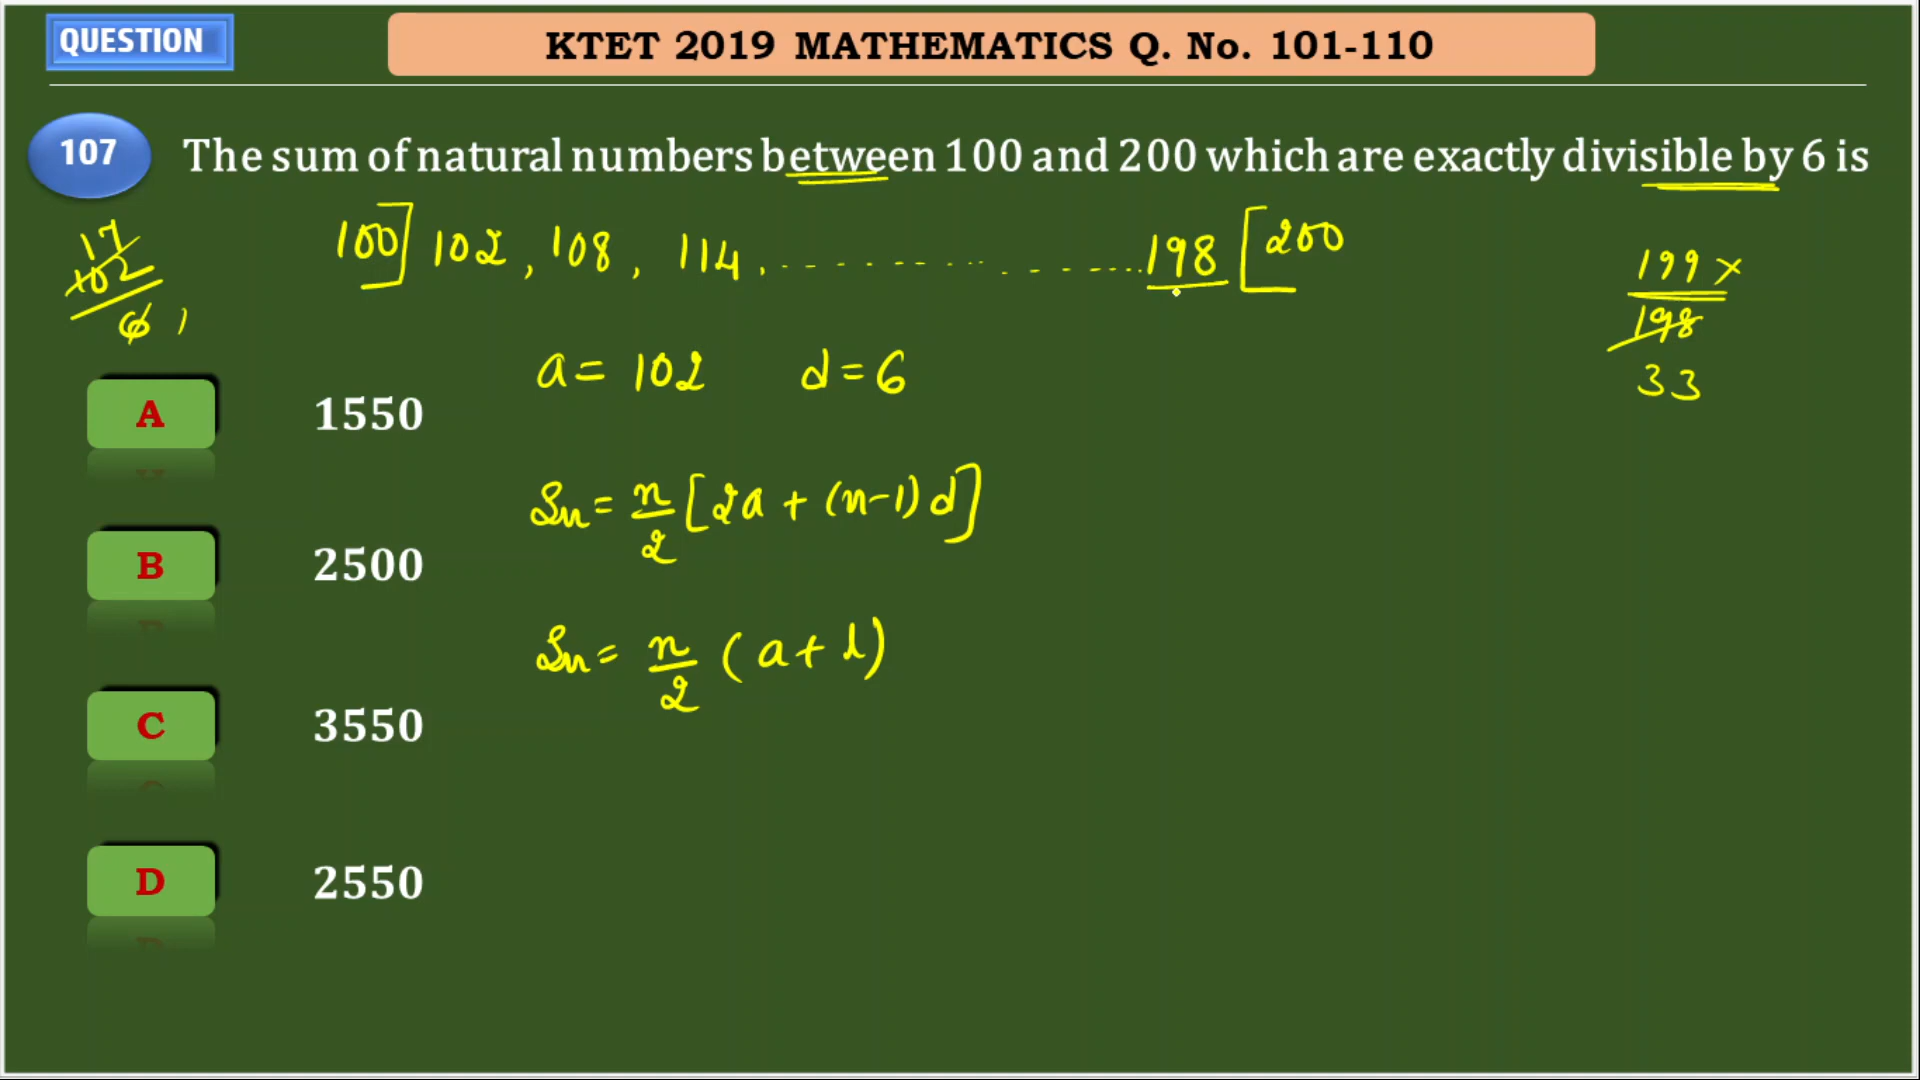 QUESTION
KTET 2019 MATHEMATICS Q. No. 101-110
107
The sum of natural numbers between 100 and 200 which are exactly divisible by 6 is
100] 102, 108, 114, .................. 198 [200
17
102
6 )
199 x
198
33
a = 102 d = 6
A 1550
Sn = n/2 [2a + (n-1) d]
B 2500
Sn = n/2 (a + l)
C 3550
D 2550